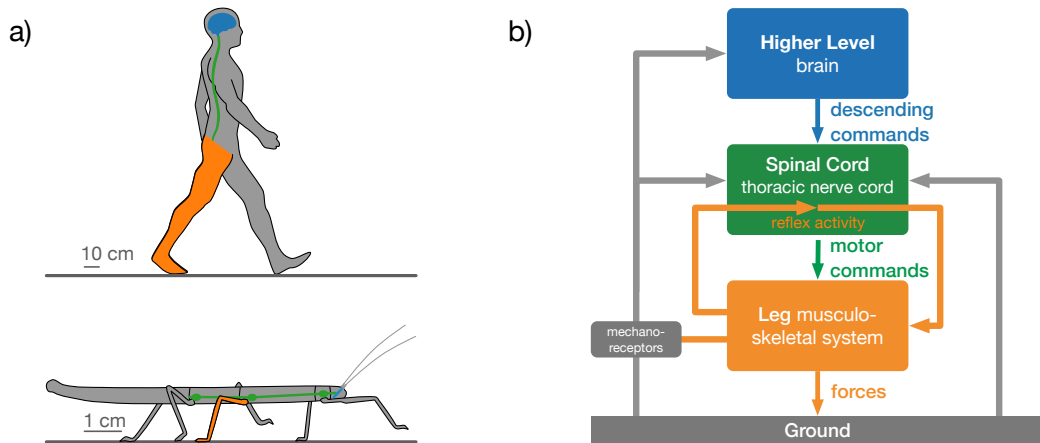 a)
10 cm
1 cm
b)
Higher Level
brain
descending
commands
Spinal Cord
thoracic nerve cord
reflex activity
motor
commands
Leg musculo-
skeletal system
mechano-
receptors
forces
Ground